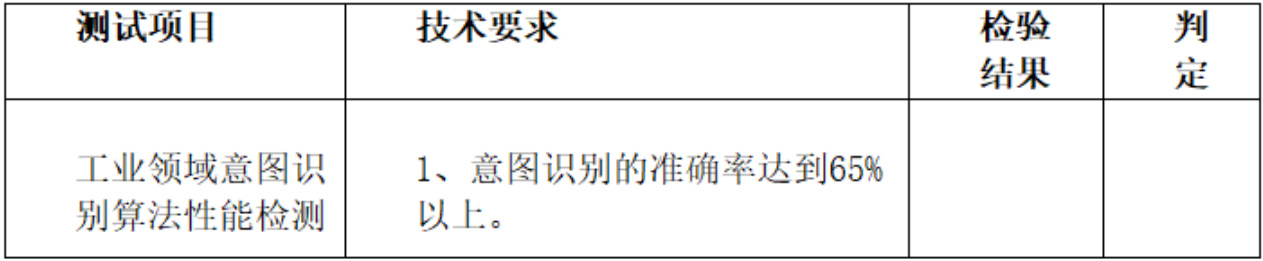 测试项目
技术要求
检验
结果
判
定
工业领域意图识
别算法性能检测
1、意图识别的准确率达到65%
以上。